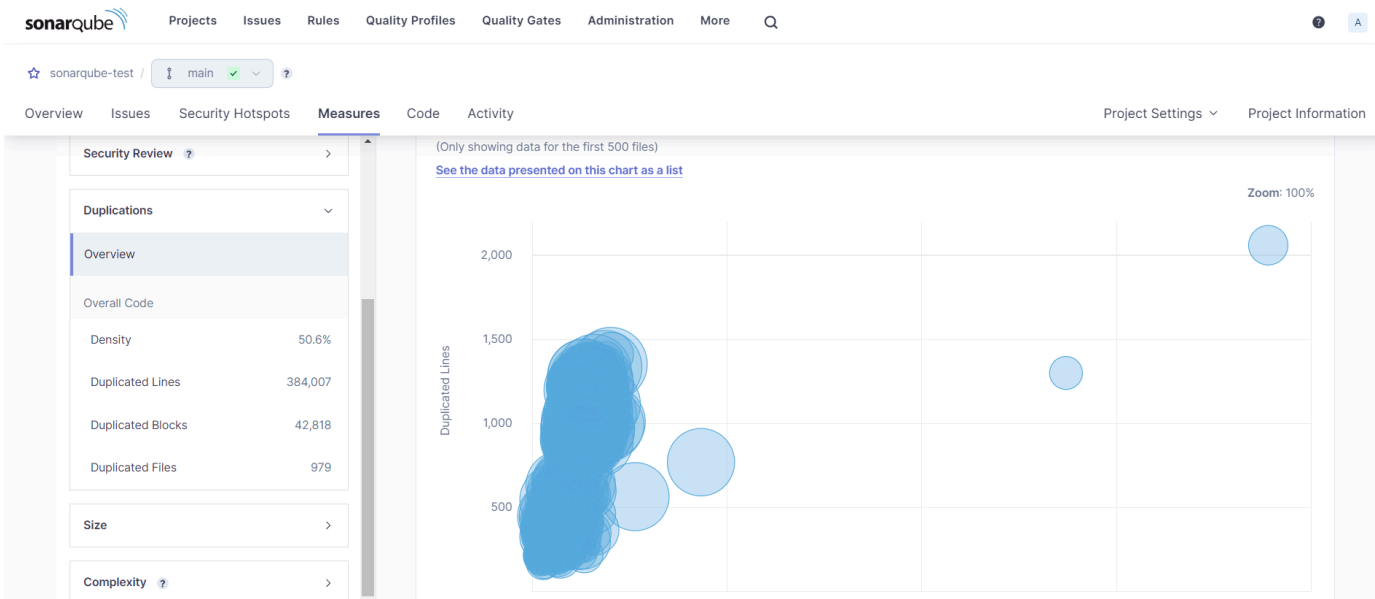 sonarqube Projects Issues Rules Quality Profiles Quality Gates Administration More ? A
sonarqube-test / main ?
Overview Issues Security Hotspots Measures Code Activity Project Settings Project Information
Security Review ?
Duplications
Overview
Overall Code
Density 50.6%
Duplicated Lines 384,007
Duplicated Blocks 42,818
Duplicated Files 979
Size
Complexity ?
(Only showing data for the first 500 files)
See the data presented on this chart as a list
Zoom: 100%
Duplicated Lines
2,000
1,500
1,000
500